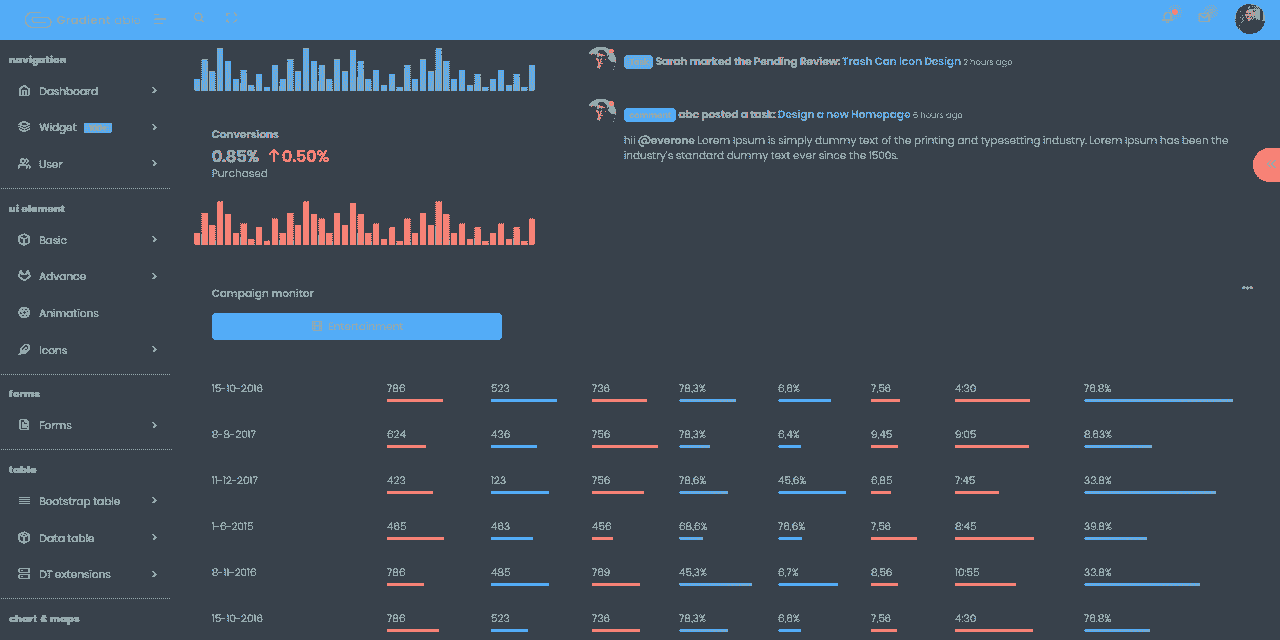 Gradient able
navigation
Dashboard
Widget
User
ui element
Basic
Advance
Animations
Icons
forms
Forms
table
Bootstrap table
Data table
DT extensions
chart & maps
Conversions
0.85% ↑0.50%
Purchased
Sarah marked the Pending Review: Trash Can Icon Design 2 hours ago
comment abc posted a task: Design a new Homepage 6 hours ago
hii @everone Lorem Ipsum is simply dummy text of the printing and typesetting industry. Lorem Ipsum has been the
industry's standard dummy text ever since the 1500s.
Campaign monitor
Entertainment
15-10-2016 786 523 736 78,3% 6,6% 7,56 4:30 76.8%
8-8-2017 624 436 756 78,3% 6,4% 9,45 9:05 8.63%
11-12-2017 423 123 756 78,6% 45,6% 6,85 7:45 33.8%
1-6-2015 465 463 456 68,6% 76,6% 7,56 8:45 39.8%
8-11-2016 786 485 769 45,3% 6,7% 8,56 10:55 33.8%
15-10-2016 786 523 736 78,3% 6,6% 7,56 4:30 76.8%